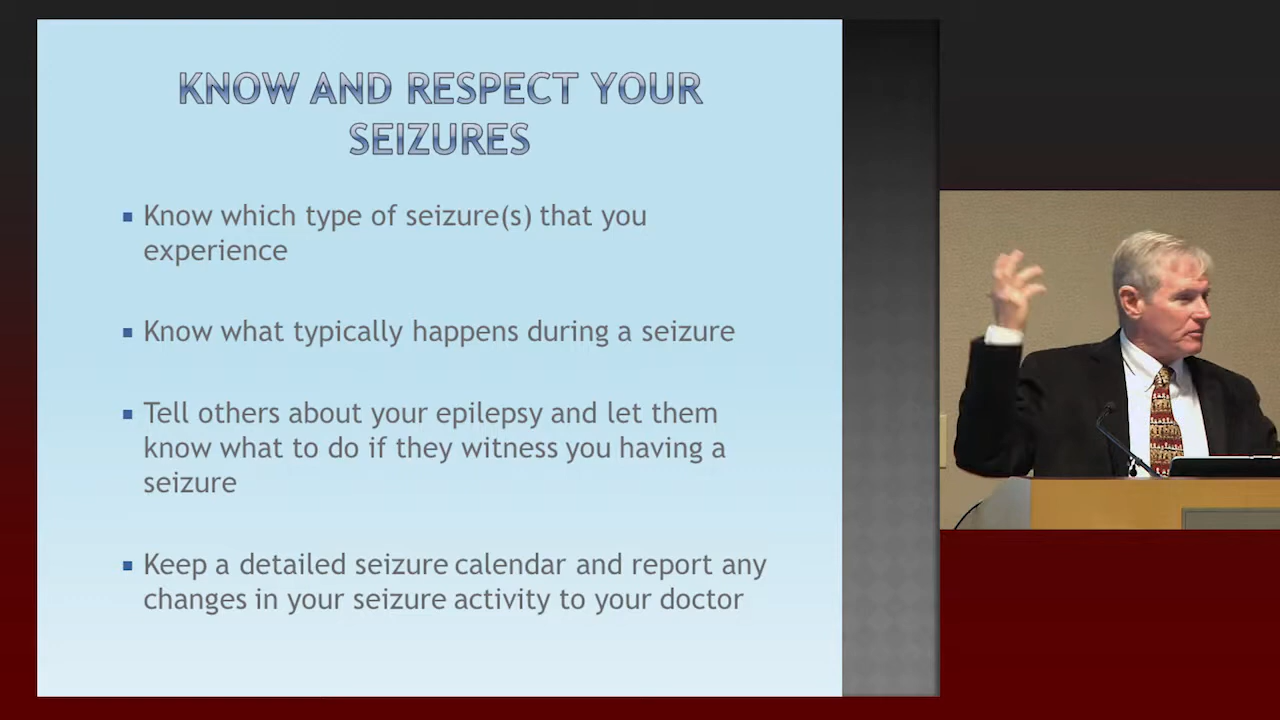 KNOW AND RESPECT YOUR
SEIZURES
▪ Know which type of seizure(s) that you
experience
▪ Know what typically happens during a seizure
▪ Tell others about your epilepsy and let them
know what to do if they witness you having a
seizure
▪ Keep a detailed seizure calendar and report any
changes in your seizure activity to your doctor